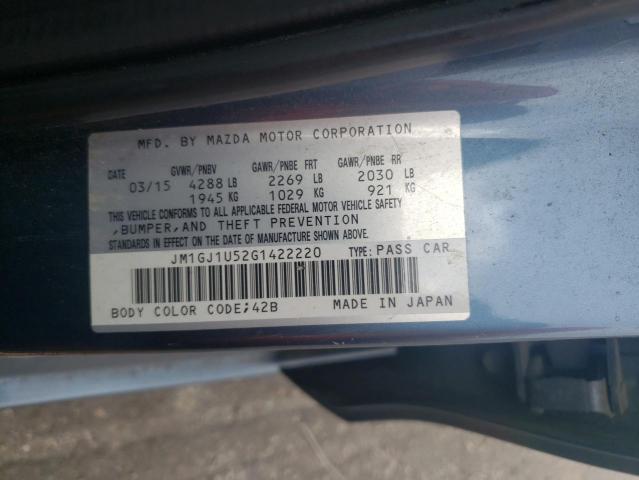 MFD. BY MAZDA MOTOR CORPORATION
DATE GVWR/PNBV GAWR/PNBE FRT GAWR/PNBE RR
03/15 4288 LB 2269 LB 2030 LB
1945 KG 1029 KG 921 KG
THIS VEHICLE CONFORMS TO ALL APPLICABLE FEDERAL MOTOR VEHICLE SAFETY
,BUMPER,AND THEFT PREVENTION
STANDARDS IN EFFECT ON THE DATE OF MANUFACTURE SHOWN ABOVE.
JM1GJ1U52G1422220 TYPE: PASS CAR
BODY COLOR CODE;42B MADE IN JAPAN